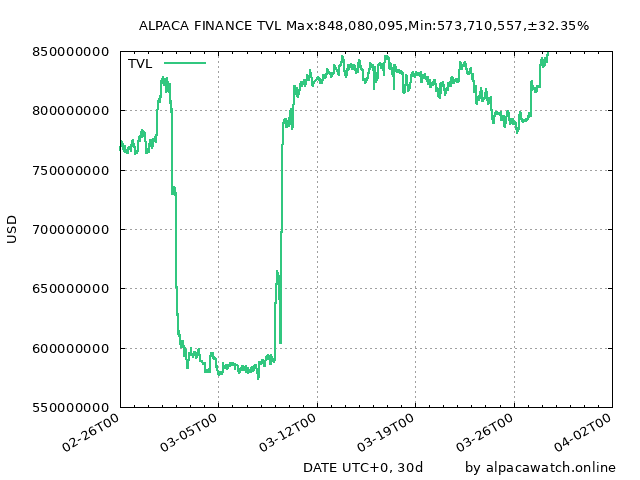 ALPACA FINANCE TVL Max:848,080,095,Min:573,710,557,±32.35%
TVL
850000000
800000000
750000000
700000000
650000000
600000000
550000000
USD
02-26T00
03-05T00
03-12T00
03-19T00
03-26T00
04-02T00
DATE UTC+0, 30d
by alpacawatch.online